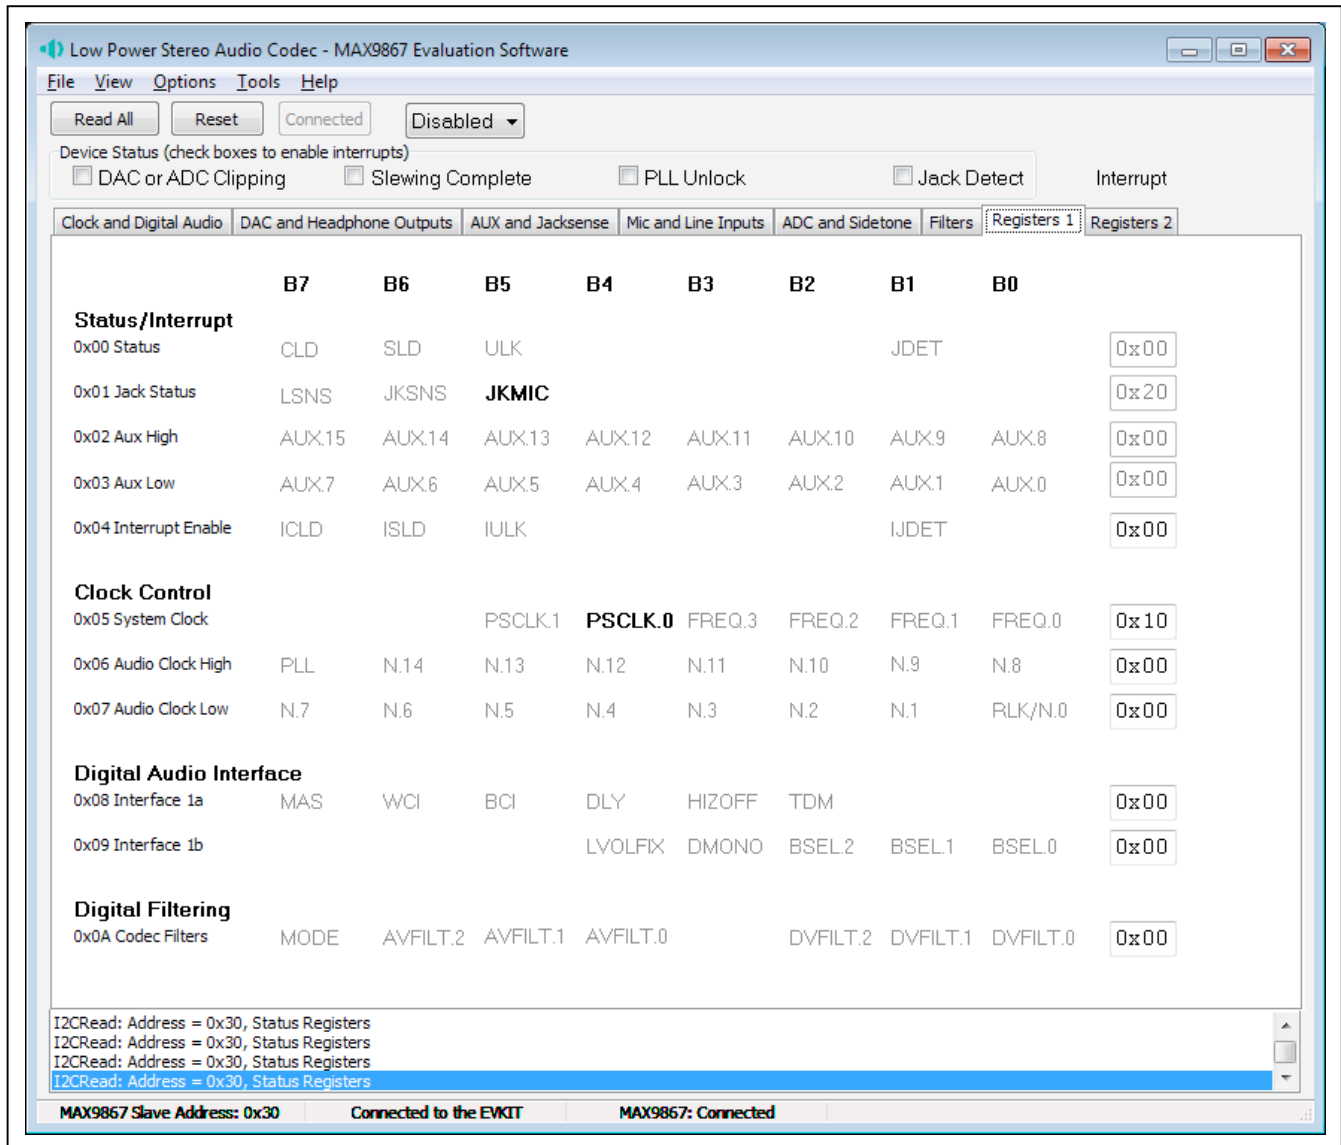 Low Power Stereo Audio Codec - MAX9867 Evaluation Software
File View Options Tools Help
Read All Reset Connected Disabled
Device Status (check boxes to enable interrupts)
DAC or ADC Clipping Slewing Complete PLL Unlock Jack Detect Interrupt
Clock and Digital Audio DAC and Headphone Outputs AUX and Jacksense Mic and Line Inputs ADC and Sidetone Filters Registers 1 Registers 2
B7 B6 B5 B4 B3 B2 B1 B0
Status/Interrupt
0x00 Status CLD SLD ULK JDET 0x00
0x01 Jack Status LSNS JKSNS JKMIC 0x20
0x02 Aux High AUX.15 AUX.14 AUX.13 AUX.12 AUX.11 AUX.10 AUX.9 AUX.8 0x00
0x03 Aux Low AUX.7 AUX.6 AUX.5 AUX.4 AUX.3 AUX.2 AUX.1 AUX.0 0x00
0x04 Interrupt Enable ICLD ISLD IULK IJDET 0x00
Clock Control
0x05 System Clock PSCLK.1 PSCLK.0 FREQ.3 FREQ.2 FREQ.1 FREQ.0 0x10
0x06 Audio Clock High PLL N.14 N.13 N.12 N.11 N.10 N.9 N.8 0x00
0x07 Audio Clock Low N.7 N.6 N.5 N.4 N.3 N.2 N.1 RLK/N.0 0x00
Digital Audio Interface
0x08 Interface 1a MAS WCI BCI DLY HIZOFF TDM 0x00
0x09 Interface 1b LVOLFIX DMONO BSEL.2 BSEL.1 BSEL.0 0x00
Digital Filtering
0x0A Codec Filters MODE AVFILT.2 AVFILT.1 AVFILT.0 DVFILT.2 DVFILT.1 DVFILT.0 0x00
I2CRead: Address = 0x30, Status Registers
I2CRead: Address = 0x30, Status Registers
I2CRead: Address = 0x30, Status Registers
I2CRead: Address = 0x30, Status Registers
MAX9867 Slave Address: 0x30 Connected to the EVKIT MAX9867: Connected